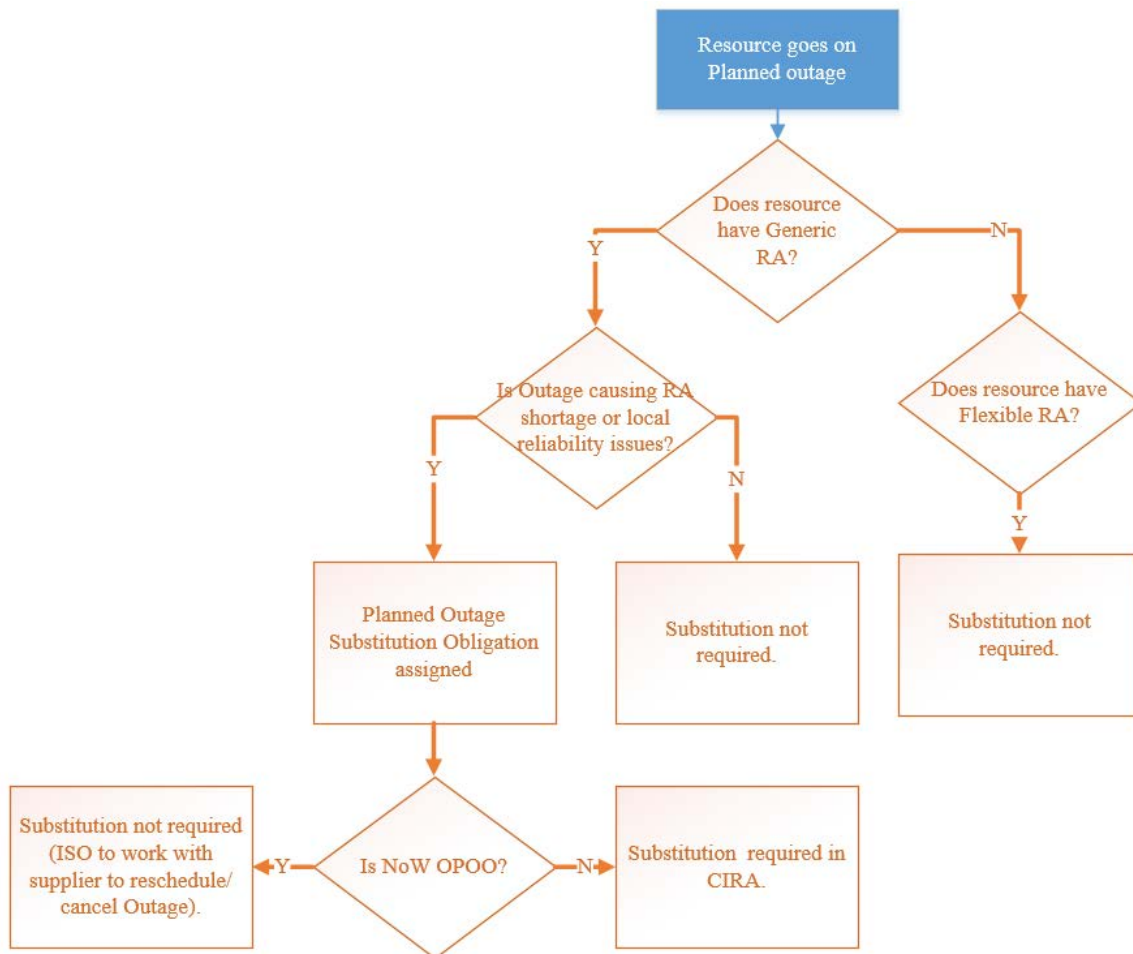 Resource goes on
Planned outage
Does resource
have Generic
RA?
Y
N
Is Outage causing RA
shortage or local
reliability issues?
Does resource have
Flexible RA?
Y
N
Y
Planned Outage
Substitution Obligation
assigned
Substitution not
required.
Substitution not
required.
Substitution not required
(ISO to work with
supplier to reschedule/
cancel Outage).
Y
Is NoW OPOO?
N
Substitution required in
CIRA.